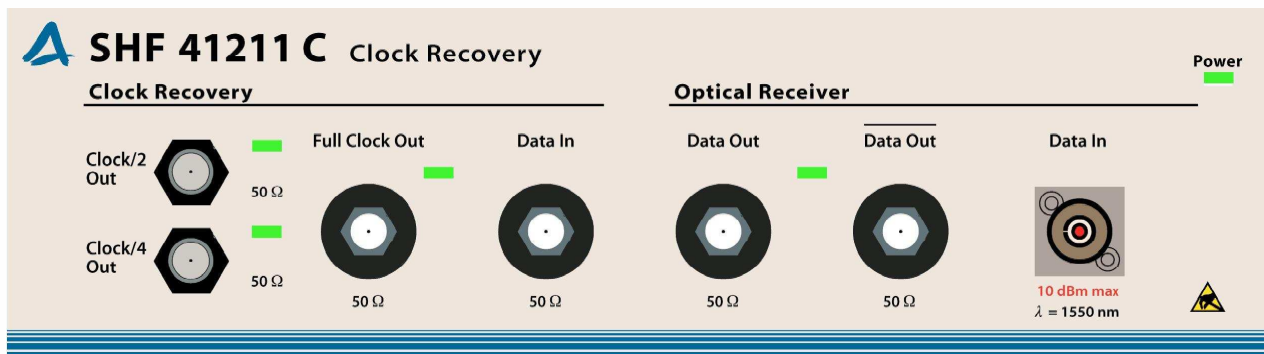 SHF 41211 C Clock Recovery
Power
Clock Recovery
Optical Receiver
Full Clock Out
Data In
Data Out
Data Out
Data In
Clock/2
Out
50 Ω
Clock/4
Out
50 Ω
50 Ω
50 Ω
50 Ω
50 Ω
10 dBm max
λ = 1550 nm